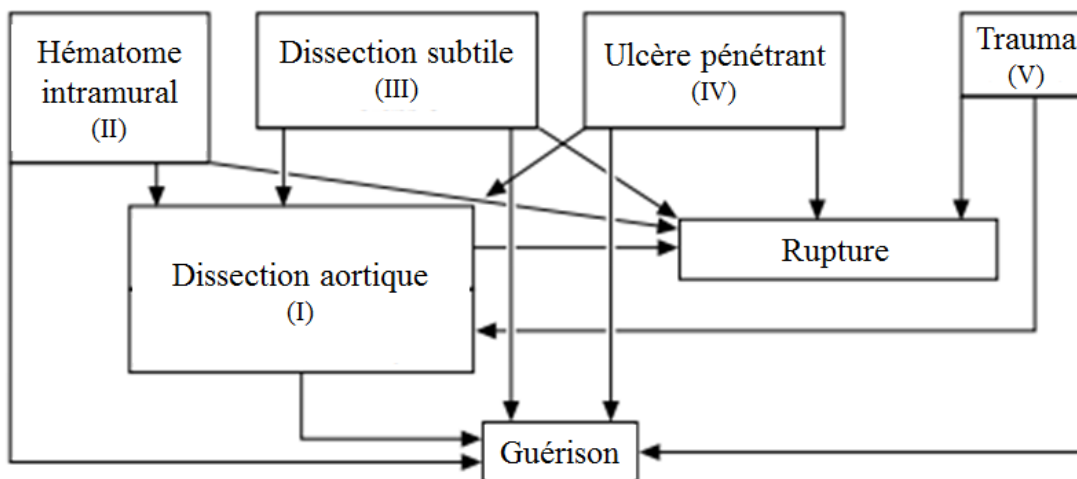 Hématome
intramural
(II)
Dissection subtile
(III)
Ulcère pénétrant
(IV)
Trauma
(V)
Dissection aortique
(I)
Rupture
Guérison